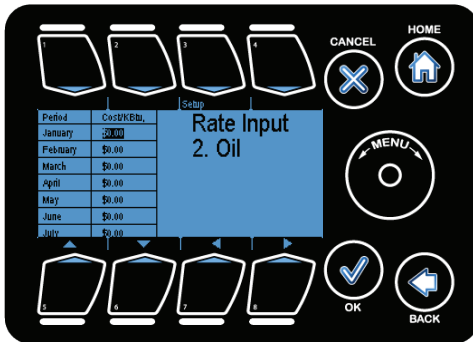 HOME
CANCEL
1 2 3 4
Setup
Period Cost/KBtu,
January $0.00
February $0.00
March $0.00
April $0.00
May $0.00
June $0.00
July $0.00
Rate Input
2. Oil
MENU
5 6 7 8
OK
BACK